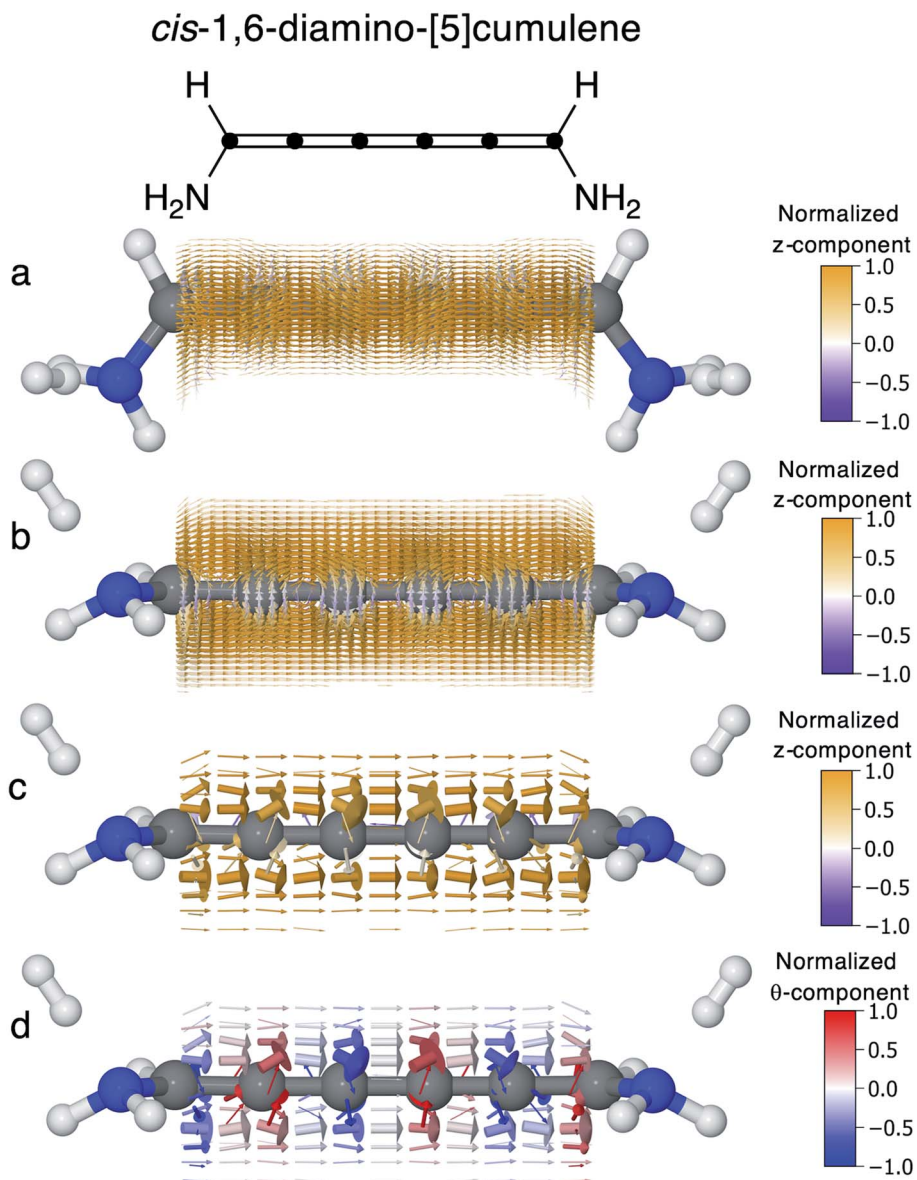 cis-1,6-diamino-[5]cumulene
H H
H₂N NH₂
Normalized
z-component
a
1.0
0.5
0.0
−0.5
−1.0
Normalized
z-component
b
1.0
0.5
0.0
−0.5
−1.0
Normalized
z-component
c
1.0
0.5
0.0
−0.5
−1.0
Normalized
θ-component
d
1.0
0.5
0.0
−0.5
−1.0